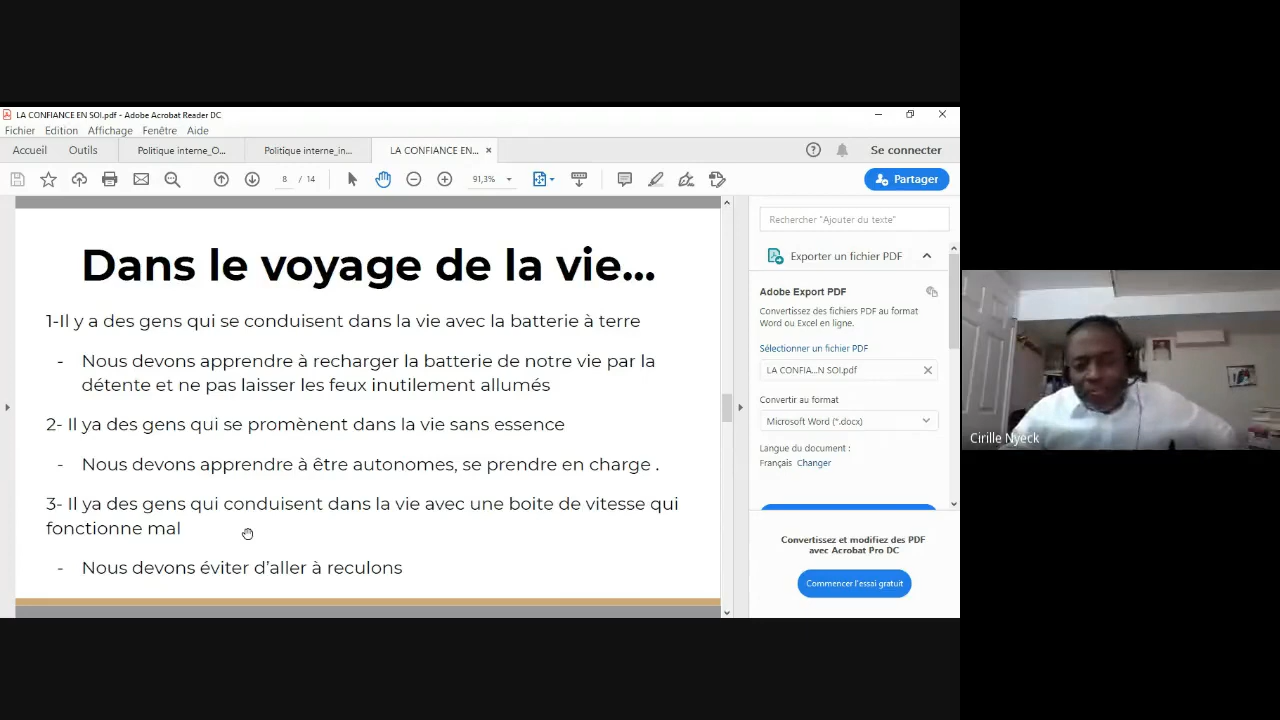 LA CONFIANCE EN SOI.pdf - Adobe Acrobat Reader DC
Fichier Edition Affichage Fenêtre Aide
Accueil Outils Politique interne_O... Politique interne_in... LA CONFIANCE EN... Se connecter
8 / 14 91,3% Partager
Dans le voyage de la vie...
1-Il y a des gens qui se conduisent dans la vie avec la batterie à terre
- Nous devons apprendre à recharger la batterie de notre vie par la
détente et ne pas laisser les feux inutilement allumés
2- Il ya des gens qui se promènent dans la vie sans essence
- Nous devons apprendre à être autonomes, se prendre en charge .
3- Il ya des gens qui conduisent dans la vie avec une boite de vitesse qui
fonctionne mal
- Nous devons éviter d'aller à reculons
Rechercher "Ajouter du texte"
Exporter un fichier PDF
Adobe Export PDF
Convertissez des fichiers PDF au format
Word ou Excel en ligne.
Sélectionner un fichier PDF
LA CONFIA...N SOI.pdf
Convertir au format
Microsoft Word (*.docx)
Langue du document :
Français Changer
Convertissez et modifiez des PDF
avec Acrobat Pro DC
Commencer l'essai gratuit
Cirille Nyeck